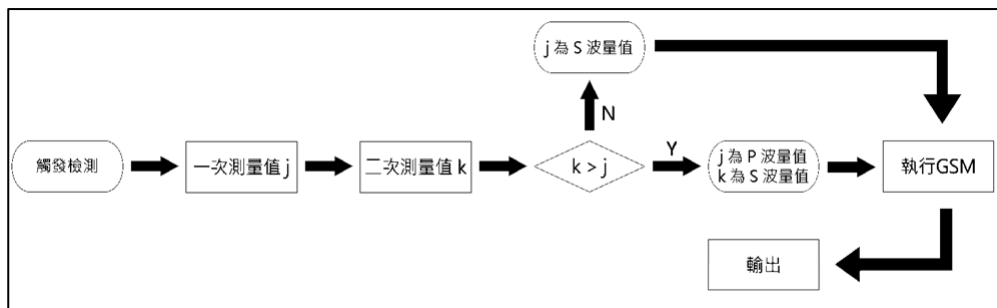 觸發檢測
一次測量值 j
二次測量值 k
k > j
N
j 為 S 波量值
Y
j 為 P 波量值
k 為 S 波量值
執行GSM
輸出